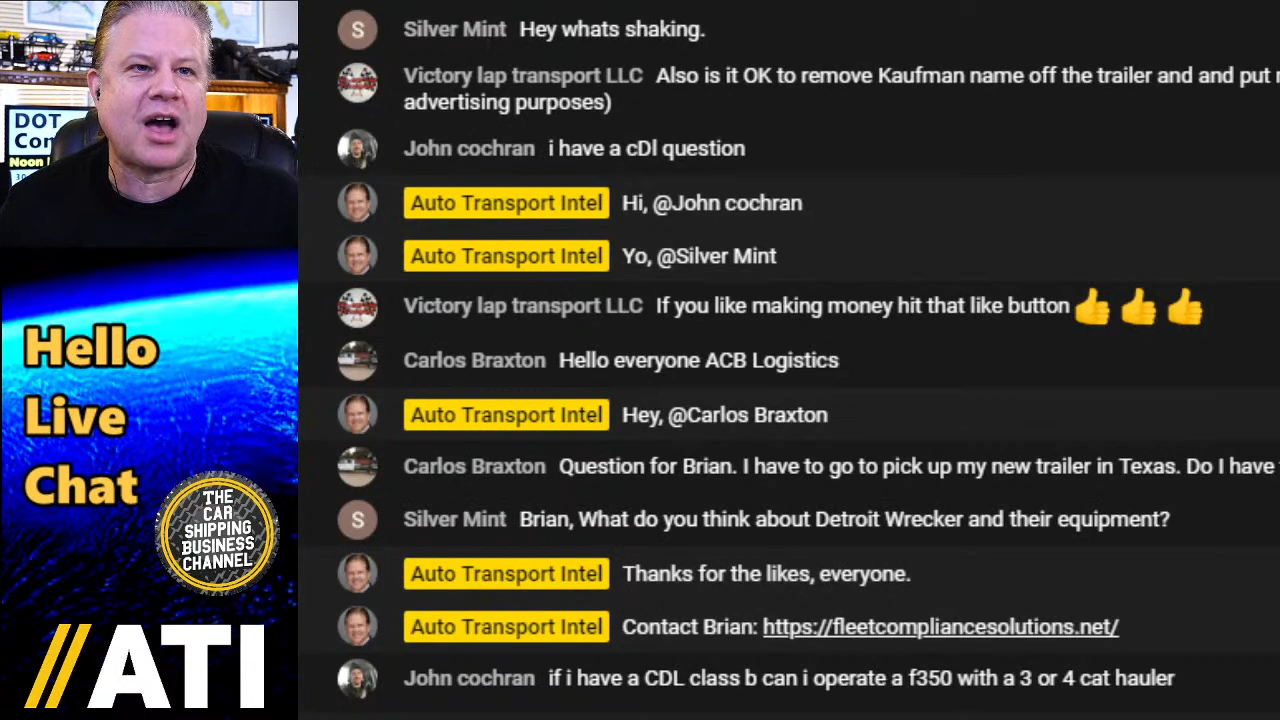 DOT
Con
Noon
Silver Mint Hey whats shaking.
Victory lap transport LLC Also is it OK to remove Kaufman name off the trailer and and put
advertising purposes)
John cochran i have a cDl question
Auto Transport Intel Hi, @John cochran
Auto Transport Intel Yo, @Silver Mint
Victory lap transport LLC If you like making money hit that like button👍👍👍
Carlos Braxton Hello everyone ACB Logistics
Auto Transport Intel Hey, @Carlos Braxton
Carlos Braxton Question for Brian. I have to go to pick up my new trailer in Texas. Do I have
S Silver Mint Brian, What do you think about Detroit Wrecker and their equipment?
Auto Transport Intel Thanks for the likes, everyone.
Auto Transport Intel Contact Brian: https://fleetcompliancesolutions.net/
John cochran if i have a CDL class b can i operate a f350 with a 3 or 4 cat hauler
Hello
Live
Chat
THE
CAR
SHIPPING
BUSINESS
CHANNEL
//ATI